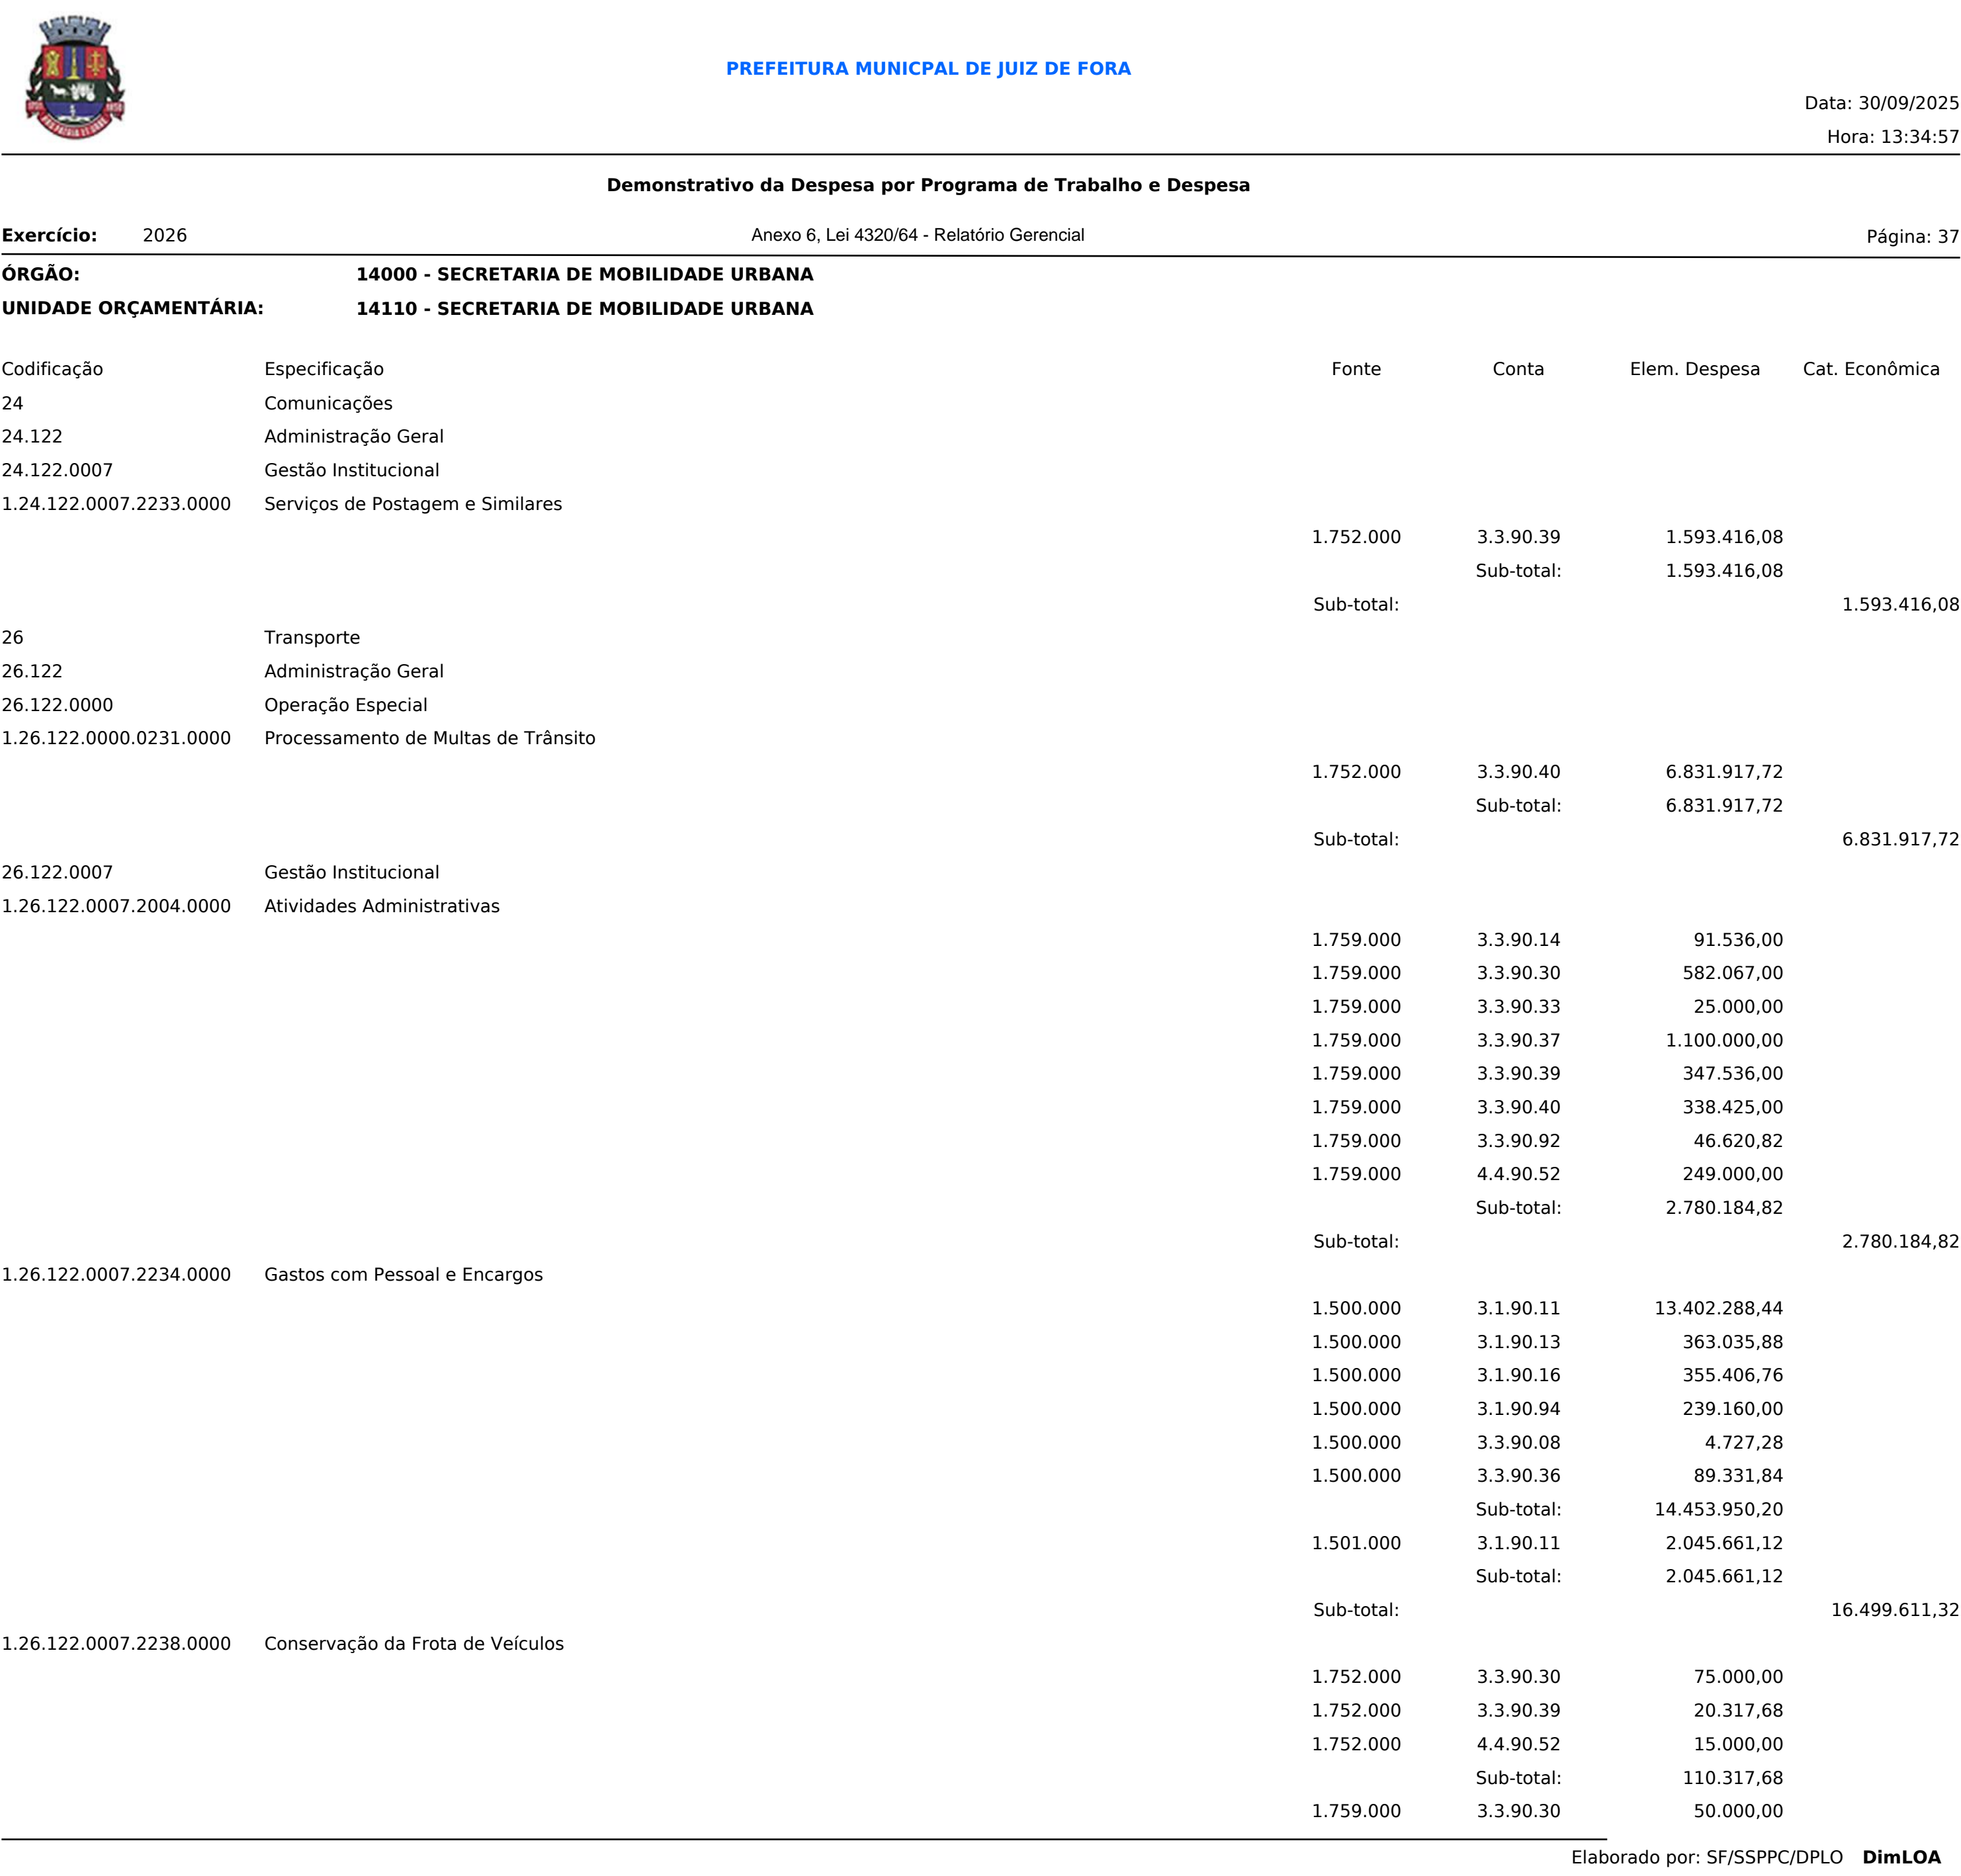 PREFEITURA MUNICPAL DE JUIZ DE FORA
Data: 30/09/2025
Hora: 13:34:57
Demonstrativo da Despesa por Programa de Trabalho e Despesa
Exercício: 2026 Anexo 6, Lei 4320/64 - Relatório Gerencial Página: 37
ÓRGÃO: 14000 - SECRETARIA DE MOBILIDADE URBANA
UNIDADE ORÇAMENTÁRIA: 14110 - SECRETARIA DE MOBILIDADE URBANA
Codificação Especificação Fonte Conta Elem. Despesa Cat. Econômica
24 Comunicações
24.122 Administração Geral
24.122.0007 Gestão Institucional
1.24.122.0007.2233.0000 Serviços de Postagem e Similares
1.752.000 3.3.90.39 1.593.416,08
Sub-total: 1.593.416,08
Sub-total: 1.593.416,08
26 Transporte
26.122 Administração Geral
26.122.0000 Operação Especial
1.26.122.0000.0231.0000 Processamento de Multas de Trânsito
1.752.000 3.3.90.40 6.831.917,72
Sub-total: 6.831.917,72
Sub-total: 6.831.917,72
26.122.0007 Gestão Institucional
1.26.122.0007.2004.0000 Atividades Administrativas
1.759.000 3.3.90.14 91.536,00
1.759.000 3.3.90.30 582.067,00
1.759.000 3.3.90.33 25.000,00
1.759.000 3.3.90.37 1.100.000,00
1.759.000 3.3.90.39 347.536,00
1.759.000 3.3.90.40 338.425,00
1.759.000 3.3.90.92 46.620,82
1.759.000 4.4.90.52 249.000,00
Sub-total: 2.780.184,82
Sub-total: 2.780.184,82
1.26.122.0007.2234.0000 Gastos com Pessoal e Encargos
1.500.000 3.1.90.11 13.402.288,44
1.500.000 3.1.90.13 363.035,88
1.500.000 3.1.90.16 355.406,76
1.500.000 3.1.90.94 239.160,00
1.500.000 3.3.90.08 4.727,28
1.500.000 3.3.90.36 89.331,84
Sub-total: 14.453.950,20
1.501.000 3.1.90.11 2.045.661,12
Sub-total: 2.045.661,12
Sub-total: 16.499.611,32
1.26.122.0007.2238.0000 Conservação da Frota de Veículos
1.752.000 3.3.90.30 75.000,00
1.752.000 3.3.90.39 20.317,68
1.752.000 4.4.90.52 15.000,00
Sub-total: 110.317,68
1.759.000 3.3.90.30 50.000,00
Elaborado por: SF/SSPPC/DPLO DimLOA